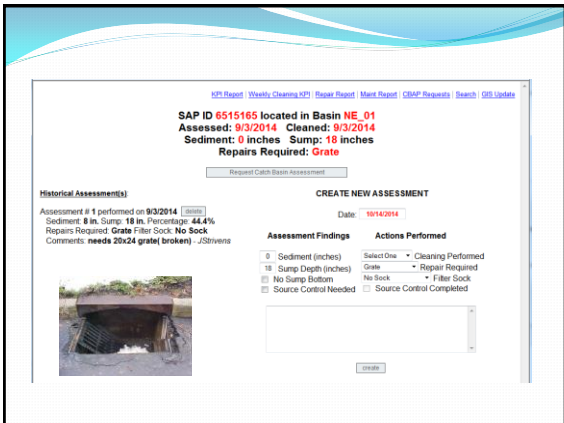 KPI Report | Weekly Cleaning KPI | Repair Report | Maint Report | CBAP Requests | Search | GIS Update
SAP ID 6515165 located in Basin NE_01
Assessed: 9/3/2014 Cleaned: 9/3/2014
Sediment: 0 inches Sump: 18 inches
Repairs Required: Grate
Request Catch Basin Assessment
Historical Assessment(s):
Assessment # 1 performed on 9/3/2014 delete
Sediment: 8 in. Sump: 18 in. Percentage: 44.4%
Repairs Required: Grate Filter Sock: No Sock
Comments: needs 20x24 grate( broken) - JStrivens
CREATE NEW ASSESSMENT
Date: 10/14/2014
Assessment Findings Actions Performed
0 Sediment (inches) Select One Cleaning Performed
18 Sump Depth (inches) Grate Repair Required
No Sump Bottom No Sock Filter Sock
Source Control Needed Source Control Completed
create